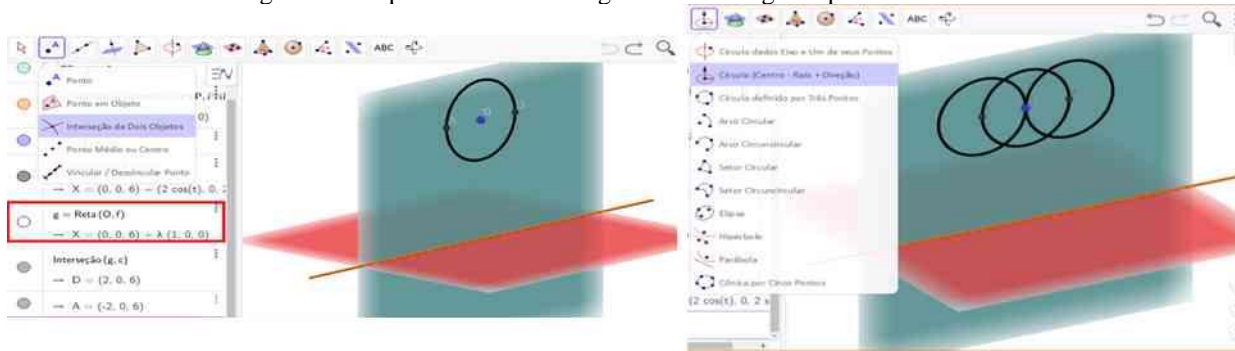 ABC
Ponto
Ponto em Objeto
Interseção de Dois Objetos
Ponto Médio ou Centro
Vincular / Desvincular Ponto
→ X = (0, 0, 6) + (2 cos(t), 0, 2
g = Reta(O, f)
→ X = (0, 0, 6) + λ (1, 0, 0)
Interseção(g, c)
→ D = (2, 0, 6)
→ A = (-2, 0, 6)
ABC
Círculo dados Eixo e Um de seus Pontos
Círculo (Centro - Raio + Direção)
Círculo definido por Três Pontos
Arco Circular
Arco Circuncircular
Setor Circular
Setor Circuncircular
Elipse
Hipérbole
Parábola
Cônica por Cinco Pontos
(2 cos(t), 0, 2 s